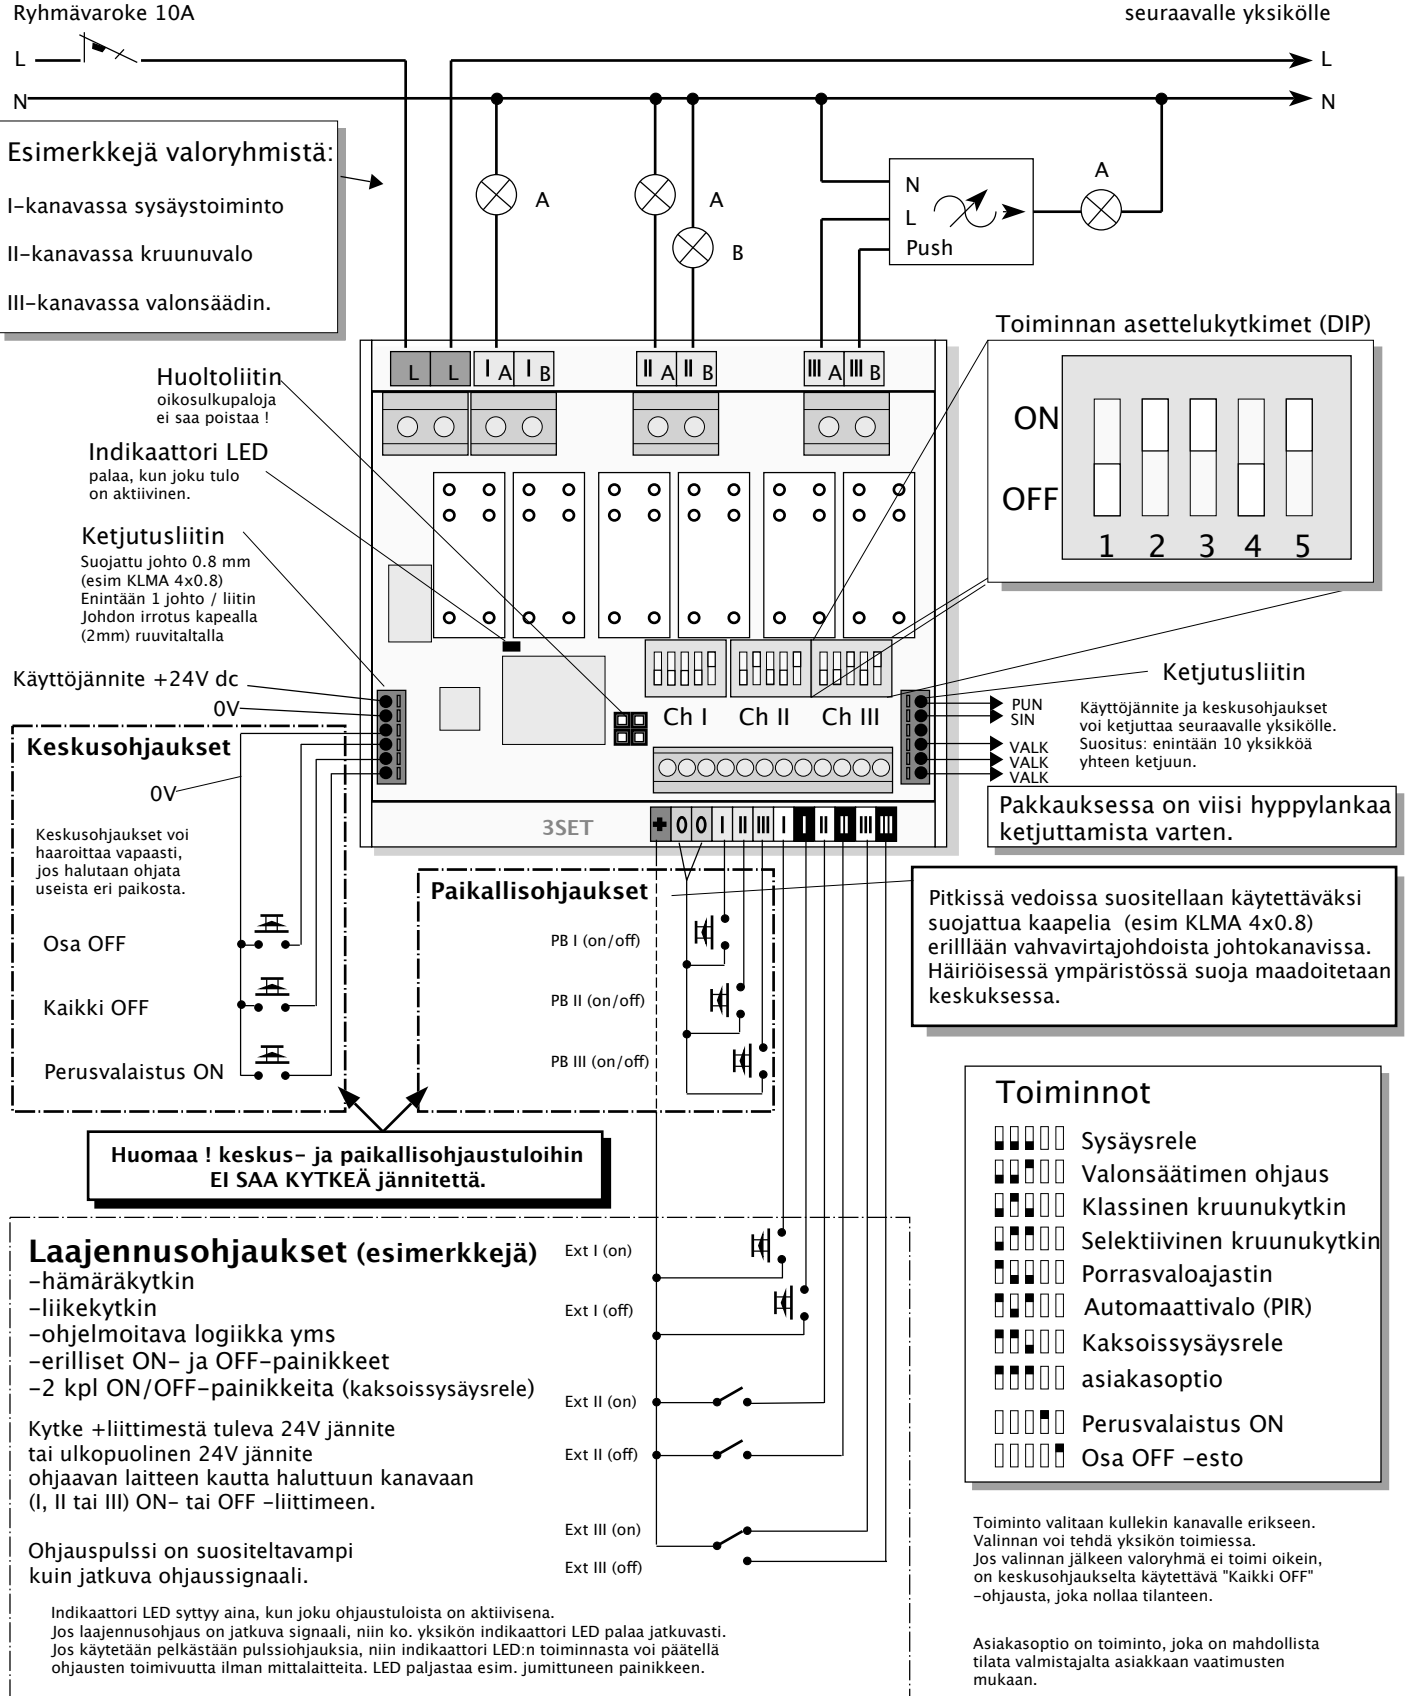 Ryhmävaroke 10A
seuraavalle yksikölle
L
L
N
N
Esimerkkejä valoryhmistä:
I-kanavassa sysäystoiminto
II-kanavassa kruunuvalo
III-kanavassa valonsäädin.
A
A
B
N
L
Push
A
Toiminnan asettelukytkimet (DIP)
ON
OFF
1 2 3 4 5
L L I A I B II A II B III A III B
Huoltoliitin
oikosulkupaloja
ei saa poistaa !
Indikaattori LED
palaa, kun joku tulo
on aktiivinen.
Ketjutusliitin
Suojattu johto 0.8 mm
(esim KLMA 4x0.8)
Enintään 1 johto / liitin
Johdon irrotus kapealla
(2mm) ruuvitaltalla
Käyttöjännite +24V dc
0V
Ch I Ch II Ch III
Ketjutusliitin
PUN
SIN
VALK
VALK
VALK
Käyttöjännite ja keskusohjaukset
voi ketjuttaa seuraavalle yksikölle.
Suositus: enintään 10 yksikköä
yhteen ketjuun.
Pakkauksessa on viisi hyppylankaa
ketjuttamista varten.
3SET
+ 0 0 I II III I I II II III III
Keskusohjaukset
0V
Keskusohjaukset voi
haaroittaa vapaasti,
jos halutaan ohjata
useista eri paikosta.
Osa OFF
Kaikki OFF
Perusvalaistus ON
Paikallisohjaukset
PB I (on/off)
PB II (on/off)
PB III (on/off)
Pitkissä vedoissa suositellaan käytettäväksi
suojattua kaapelia (esim KLMA 4x0.8)
erilllään vahvavirtajohdoista johtokanavissa.
Häiriöisessä ympäristössä suoja maadoitetaan
keskuksessa.
Huomaa ! keskus- ja paikallisohjaustuloihin
EI SAA KYTKEÄ jännitettä.
Toiminnot
Sysäysrele
Valonsäätimen ohjaus
Klassinen kruunukytkin
Selektiivinen kruunukytkin
Porrasvaloajastin
Automaattivalo (PIR)
Kaksoissysäysrele
asiakasoptio
Perusvalaistus ON
Osa OFF -esto
Laajennusohjaukset (esimerkkejä)
-hämäräkytkin
-liikekytkin
-ohjelmoitava logiikka yms
-erilliset ON- ja OFF-painikkeet
-2 kpl ON/OFF-painikkeita (kaksoissysäysrele)
Kytke +liittimestä tuleva 24V jännite
tai ulkopuolinen 24V jännite
ohjaavan laitteen kautta haluttuun kanavaan
(I, II tai III) ON- tai OFF -liittimeen.
Ohjauspulssi on suositeltavampi
kuin jatkuva ohjaussignaali.
Ext I (on)
Ext I (off)
Ext II (on)
Ext II (off)
Ext III (on)
Ext III (off)
Indikaattori LED syttyy aina, kun joku ohjaustuloista on aktiivisena.
Jos laajennusohjaus on jatkuva signaali, niin ko. yksikön indikaattori LED palaa jatkuvasti.
Jos käytetään pelkästään pulssiohjauksia, niin indikaattori LED:n toiminnasta voi päätellä
ohjausten toimivuutta ilman mittalaitteita. LED paljastaa esim. jumittuneen painikkeen.
Toiminto valitaan kullekin kanavalle erikseen.
Valinnan voi tehdä yksikön toimiessa.
Jos valinnan jälkeen valoryhmä ei toimi oikein,
on keskusohjaukselta käytettävä "Kaikki OFF"
-ohjausta, joka nollaa tilanteen.
Asiakasoptio on toiminto, joka on mahdollista
tilata valmistajalta asiakkaan vaatimusten
mukaan.